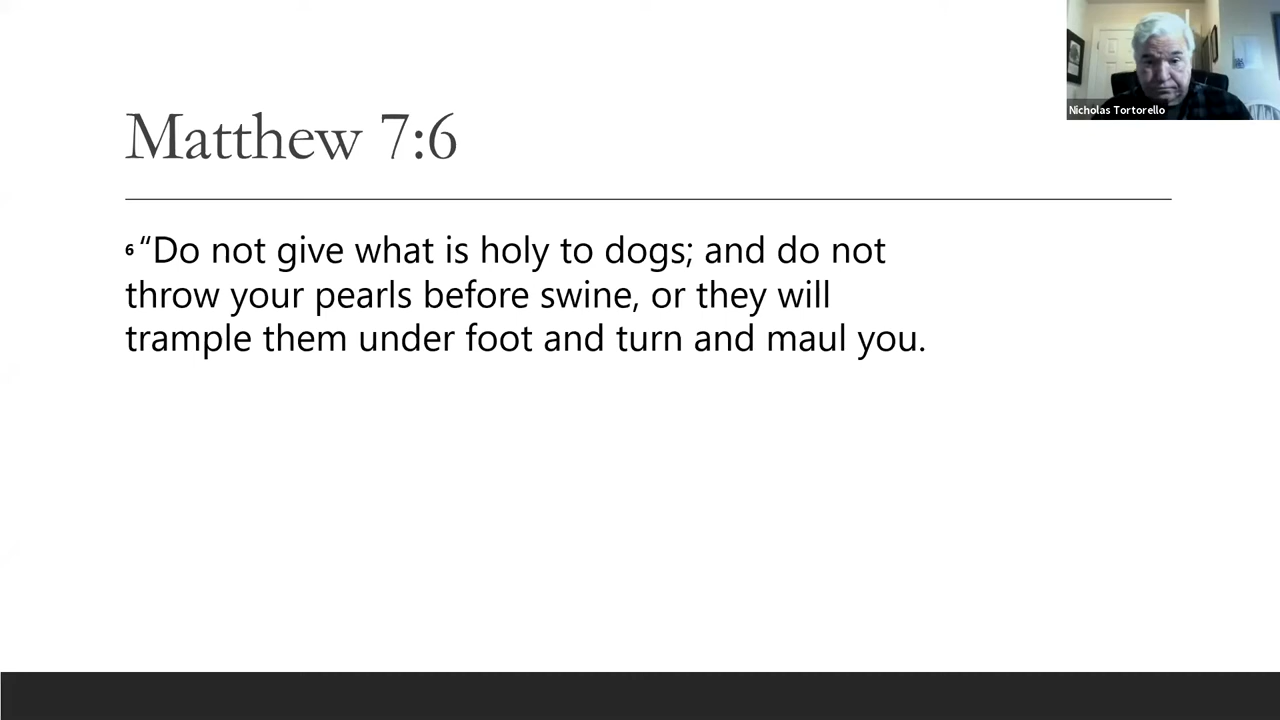 Nicholas Tortorello
Matthew 7:6
6 “Do not give what is holy to dogs; and do not
throw your pearls before swine, or they will
trample them under foot and turn and maul you.